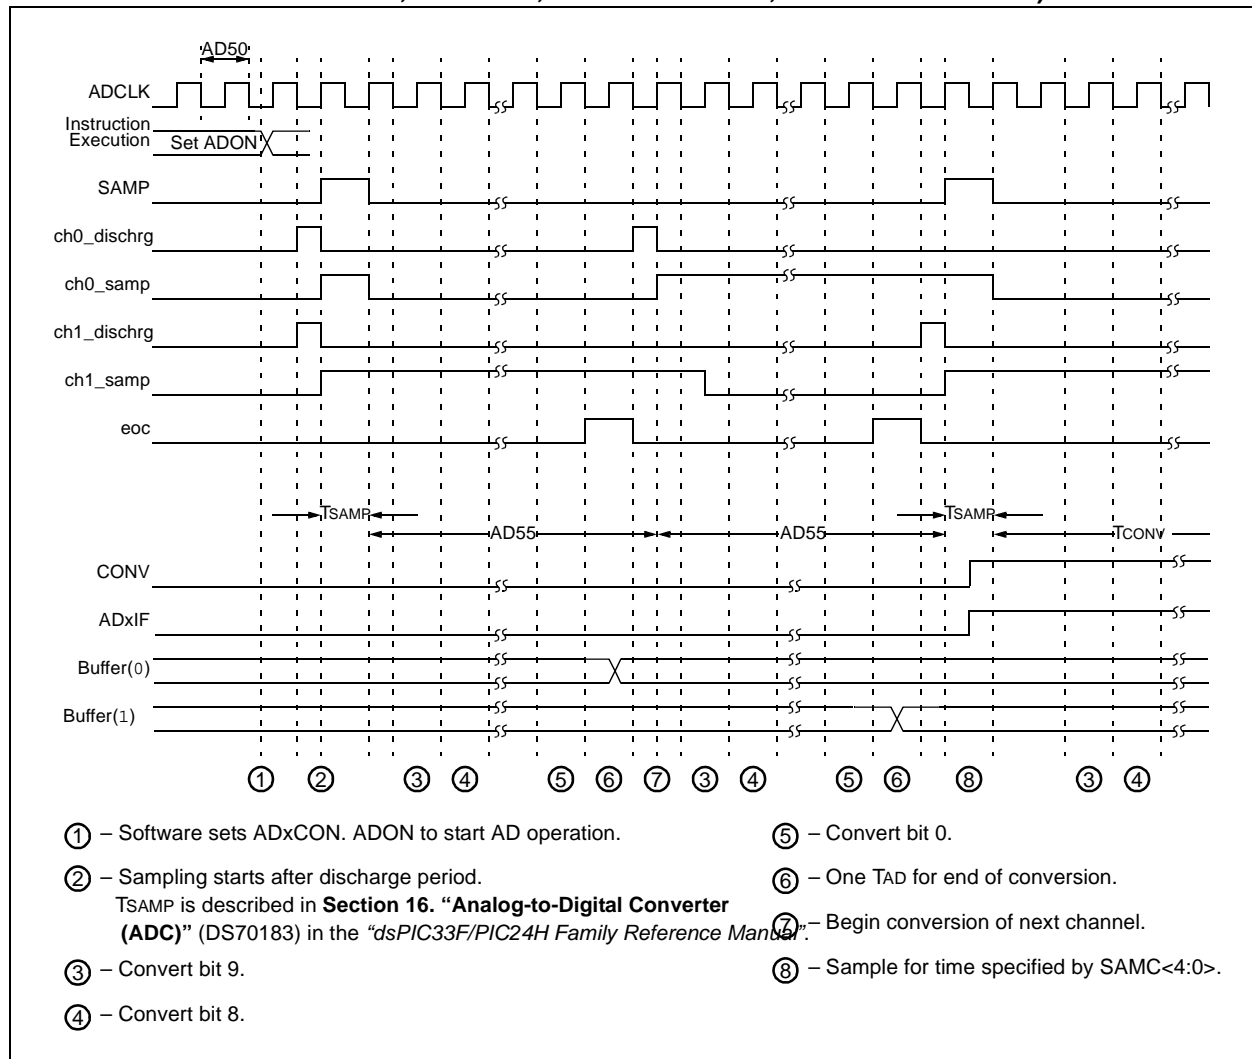 AD50
ADCLK
Instruction
Execution
Set ADON
SAMP
ch0_dischrg
ch0_samp
ch1_dischrg
ch1_samp
eoc
TSAMP TSAMP
AD55 AD55 TCONV
CONV
ADxIF
Buffer(0)
Buffer(1)
1 2 3 4 5 6 7 3 4 5 6 8 3 4
1 – Software sets ADxCON. ADON to start AD operation.
2 – Sampling starts after discharge period.
TSAMP is described in Section 16. “Analog-to-Digital Converter
(ADC)” (DS70183) in the “dsPIC33F/PIC24H Family Reference Manual”.
3 – Convert bit 9.
4 – Convert bit 8.
5 – Convert bit 0.
6 – One TAD for end of conversion.
7 – Begin conversion of next channel.
8 – Sample for time specified by SAMC<4:0>.